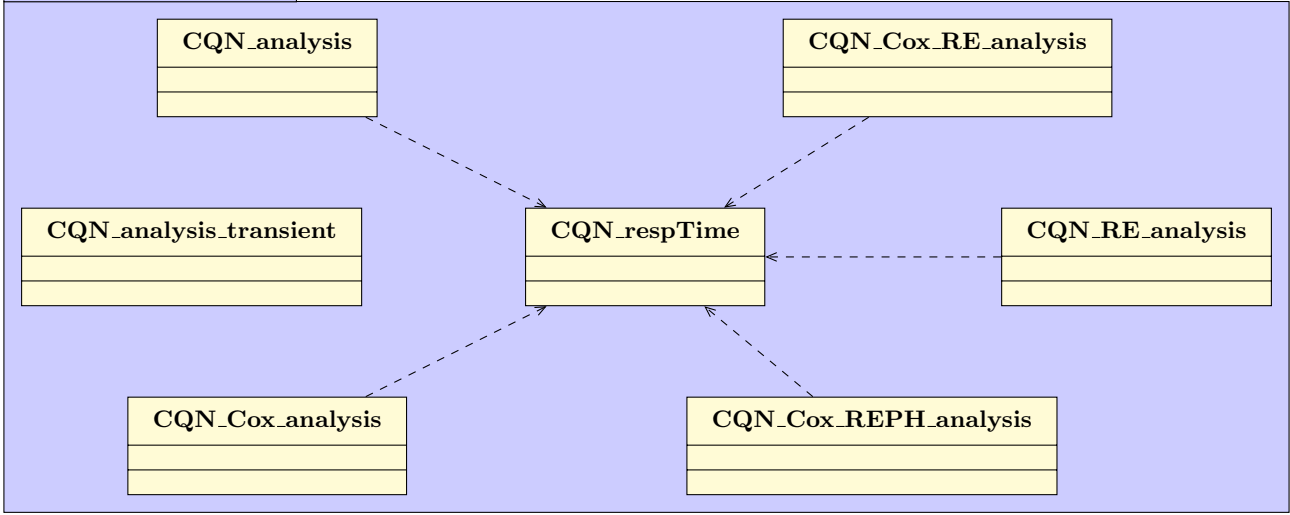 CQN_analysis
CQN_Cox_RE_analysis
CQN_analysis_transient
CQN_respTime
CQN_RE_analysis
CQN_Cox_analysis
CQN_Cox_REPH_analysis